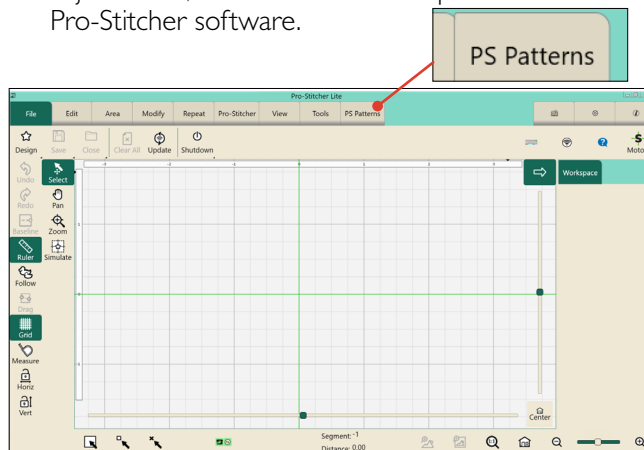 Pro-Stitcher software.
PS Patterns
Pro-Stitcher Lite
File Edit Area Modify Repeat Pro-Stitcher View Tools PS Patterns
Design Save Close Clear All Update Shutdown
Undo Select
Workspace
Redo Pan
Baseline Zoom
Ruler Simulate
Follow
Drag
Grid
Measure
Horiz
Vert
Center
Segment: -1
Distance: 0.00